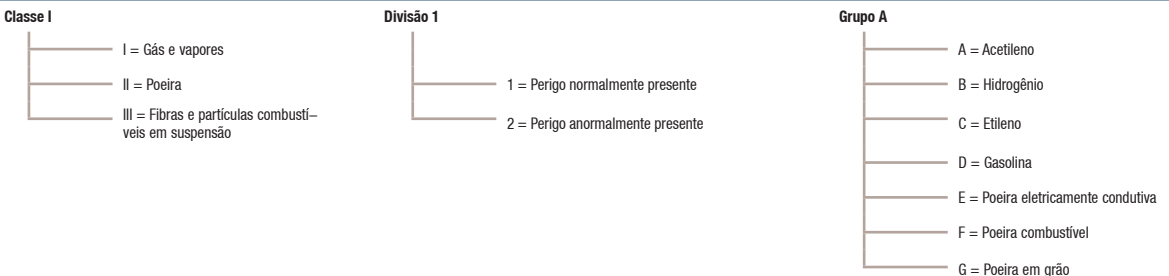 Classe I
I = Gás e vapores
II = Poeira
III = Fibras e partículas combustí–
veis em suspensão
Divisão 1
1 = Perigo normalmente presente
2 = Perigo anormalmente presente
Grupo A
A = Acetileno
B = Hidrogênio
C = Etileno
D = Gasolina
E = Poeira eletricamente condutiva
F = Poeira combustível
G = Poeira em grão